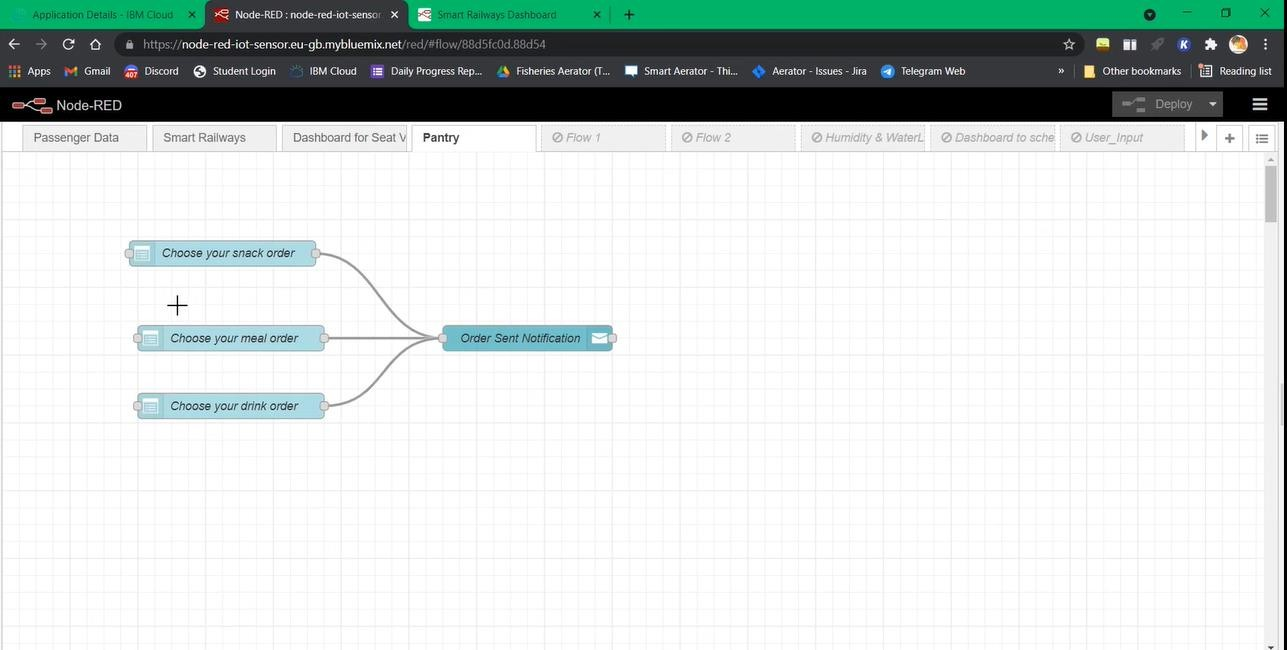 Application Details - IBM Cloud
Node-RED : node-red-iot-sensor
Smart Railways Dashboard
https://node-red-iot-sensor.eu-gb.mybluemix.net/red/#flow/88d5fc0d.88d54
Apps Gmail 407 Discord Student Login IBM Cloud Daily Progress Rep... Fisheries Aerator (T... Smart Aerator - Thi... Aerator - Issues - Jira Telegram Web » Other bookmarks Reading list
Node-RED
Deploy
Passenger Data Smart Railways Dashboard for Seat V Pantry Flow 1 Flow 2 Humidity & WaterL Dashboard to sche User_Input
Choose your snack order
Choose your meal order
Order Sent Notification
Choose your drink order